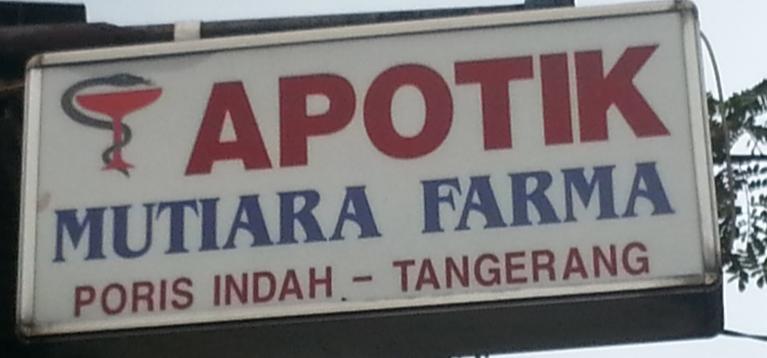 APOTIK
MUTIARA FARMA
PORIS INDAH - TANGERANG